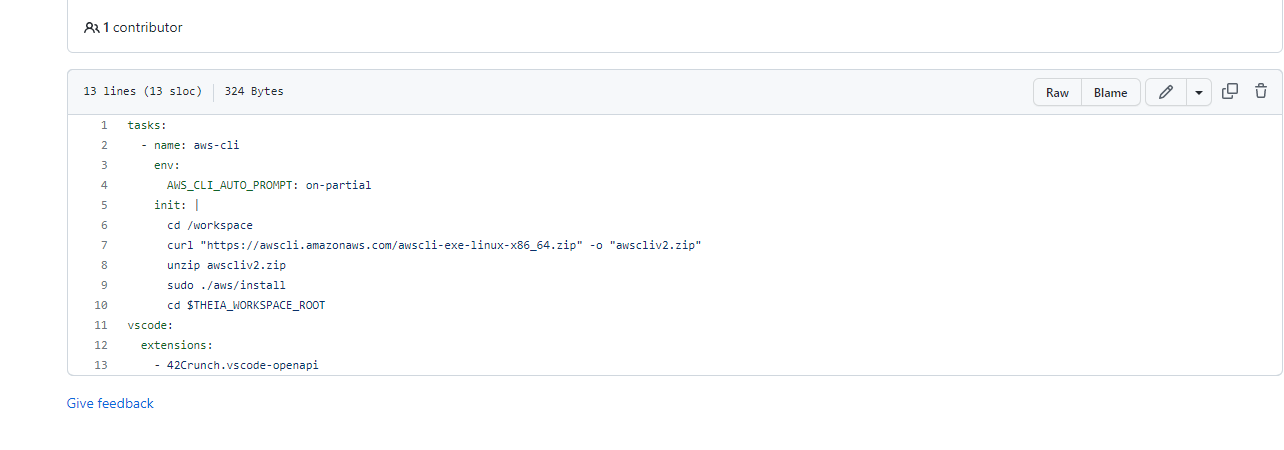 1 contributor
13 lines (13 sloc) 324 Bytes Raw Blame
1 tasks:
2 - name: aws-cli
3 env:
4 AWS_CLI_AUTO_PROMPT: on-partial
5 init: |
6 cd /workspace
7 curl "https://awscli.amazonaws.com/awscli-exe-linux-x86_64.zip" -o "awscliv2.zip"
8 unzip awscliv2.zip
9 sudo ./aws/install
10 cd $THEIA_WORKSPACE_ROOT
11 vscode:
12 extensions:
13 - 42Crunch.vscode-openapi
Give feedback